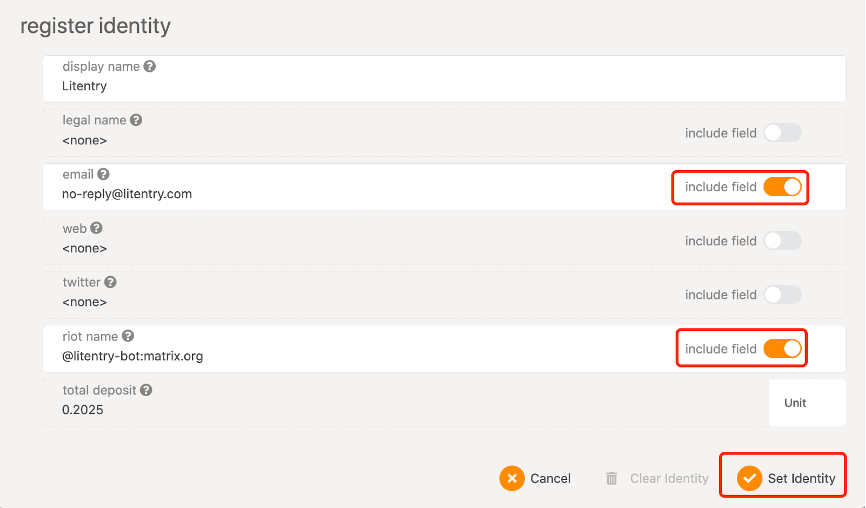 register identity
display name ?
Litentry
legal name ?
<none>
include field
email ?
no-reply@litentry.com
include field
web ?
<none>
include field
twitter ?
<none>
include field
riot name ?
@litentry-bot:matrix.org
include field
total deposit ?
0.2025
Unit
Cancel
Clear Identity
Set Identity